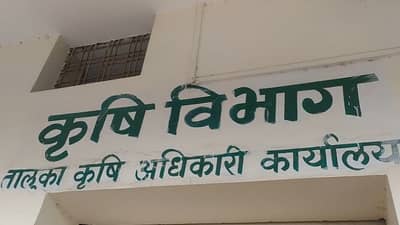 कृषि विभाग
तालूका कृषि अधिकारी कार्यालय